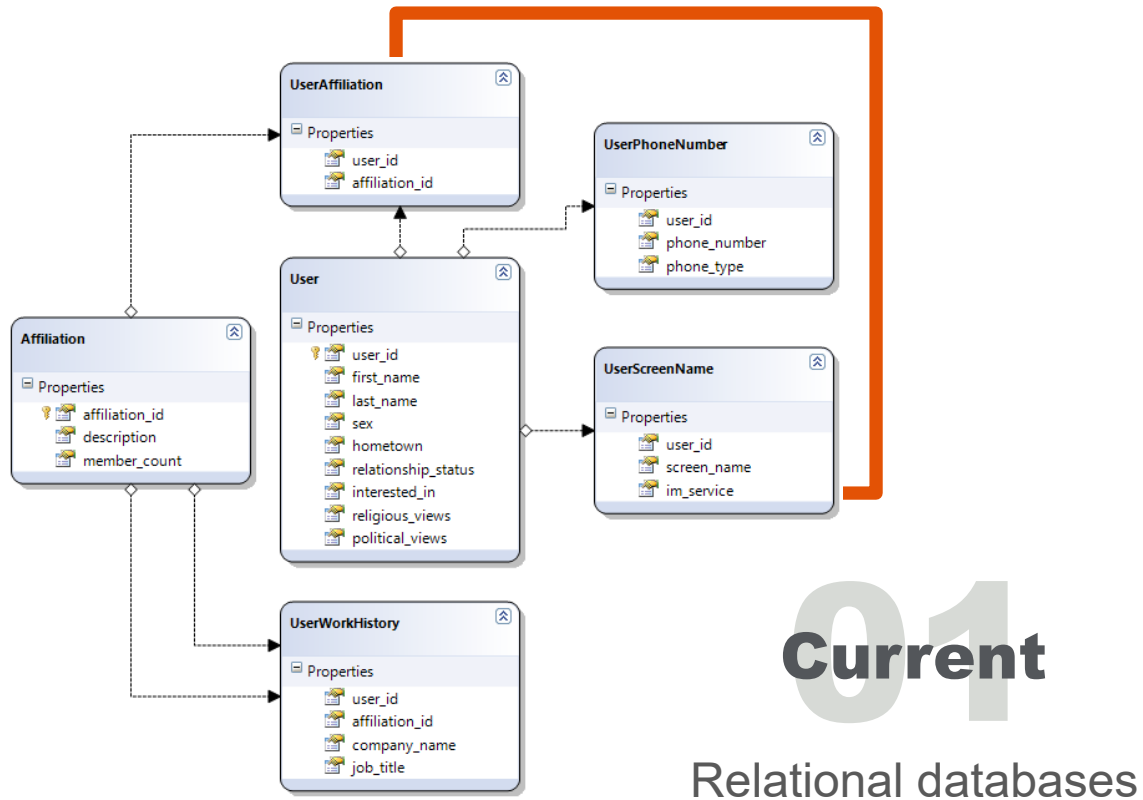 UserAffiliation
Properties
user_id
affiliation_id
UserPhoneNumber
Properties
user_id
phone_number
phone_type
User
Properties
user_id
first_name
last_name
sex
hometown
relationship_status
interested_in
religious_views
political_views
Affiliation
Properties
affiliation_id
description
member_count
UserScreenName
Properties
user_id
screen_name
im_service
UserWorkHistory
Properties
user_id
affiliation_id
company_name
job_title
01
Current
Relational databases